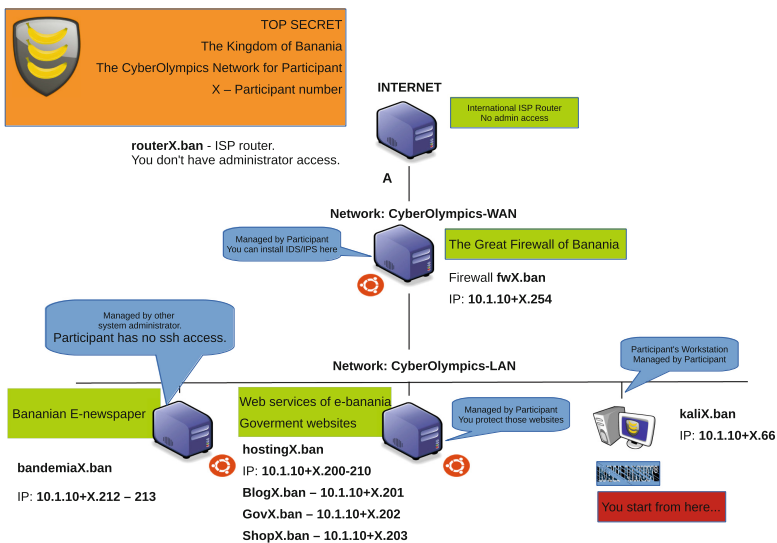 TOP SECRET
The Kingdom of Banania
The CyberOlympics Network for Participant
X – Participant number
INTERNET
International ISP Router
No admin access
routerX.ban - ISP router.
You don't have administrator access.
A
Network: CyberOlympics-WAN
Managed by Participant
You can install IDS/IPS here
The Great Firewall of Banania
Firewall fwX.ban
IP: 10.1.10+X.254
Managed by other
system administrator.
Participant has no ssh access.
Network: CyberOlympics-LAN
Participant's Workstation
Managed by Participant
Bananian E-newspaper
Web services of e-banania
Goverment websites
Managed by Participant
You protect those websites
kaliX.ban
IP: 10.1.10+X.66
bandemiaX.ban
IP: 10.1.10+X.212 – 213
hostingX.ban
IP: 10.1.10+X.200-210
BlogX.ban – 10.1.10+X.201
GovX.ban – 10.1.10+X.202
ShopX.ban – 10.1.10+X.203
You start from here...